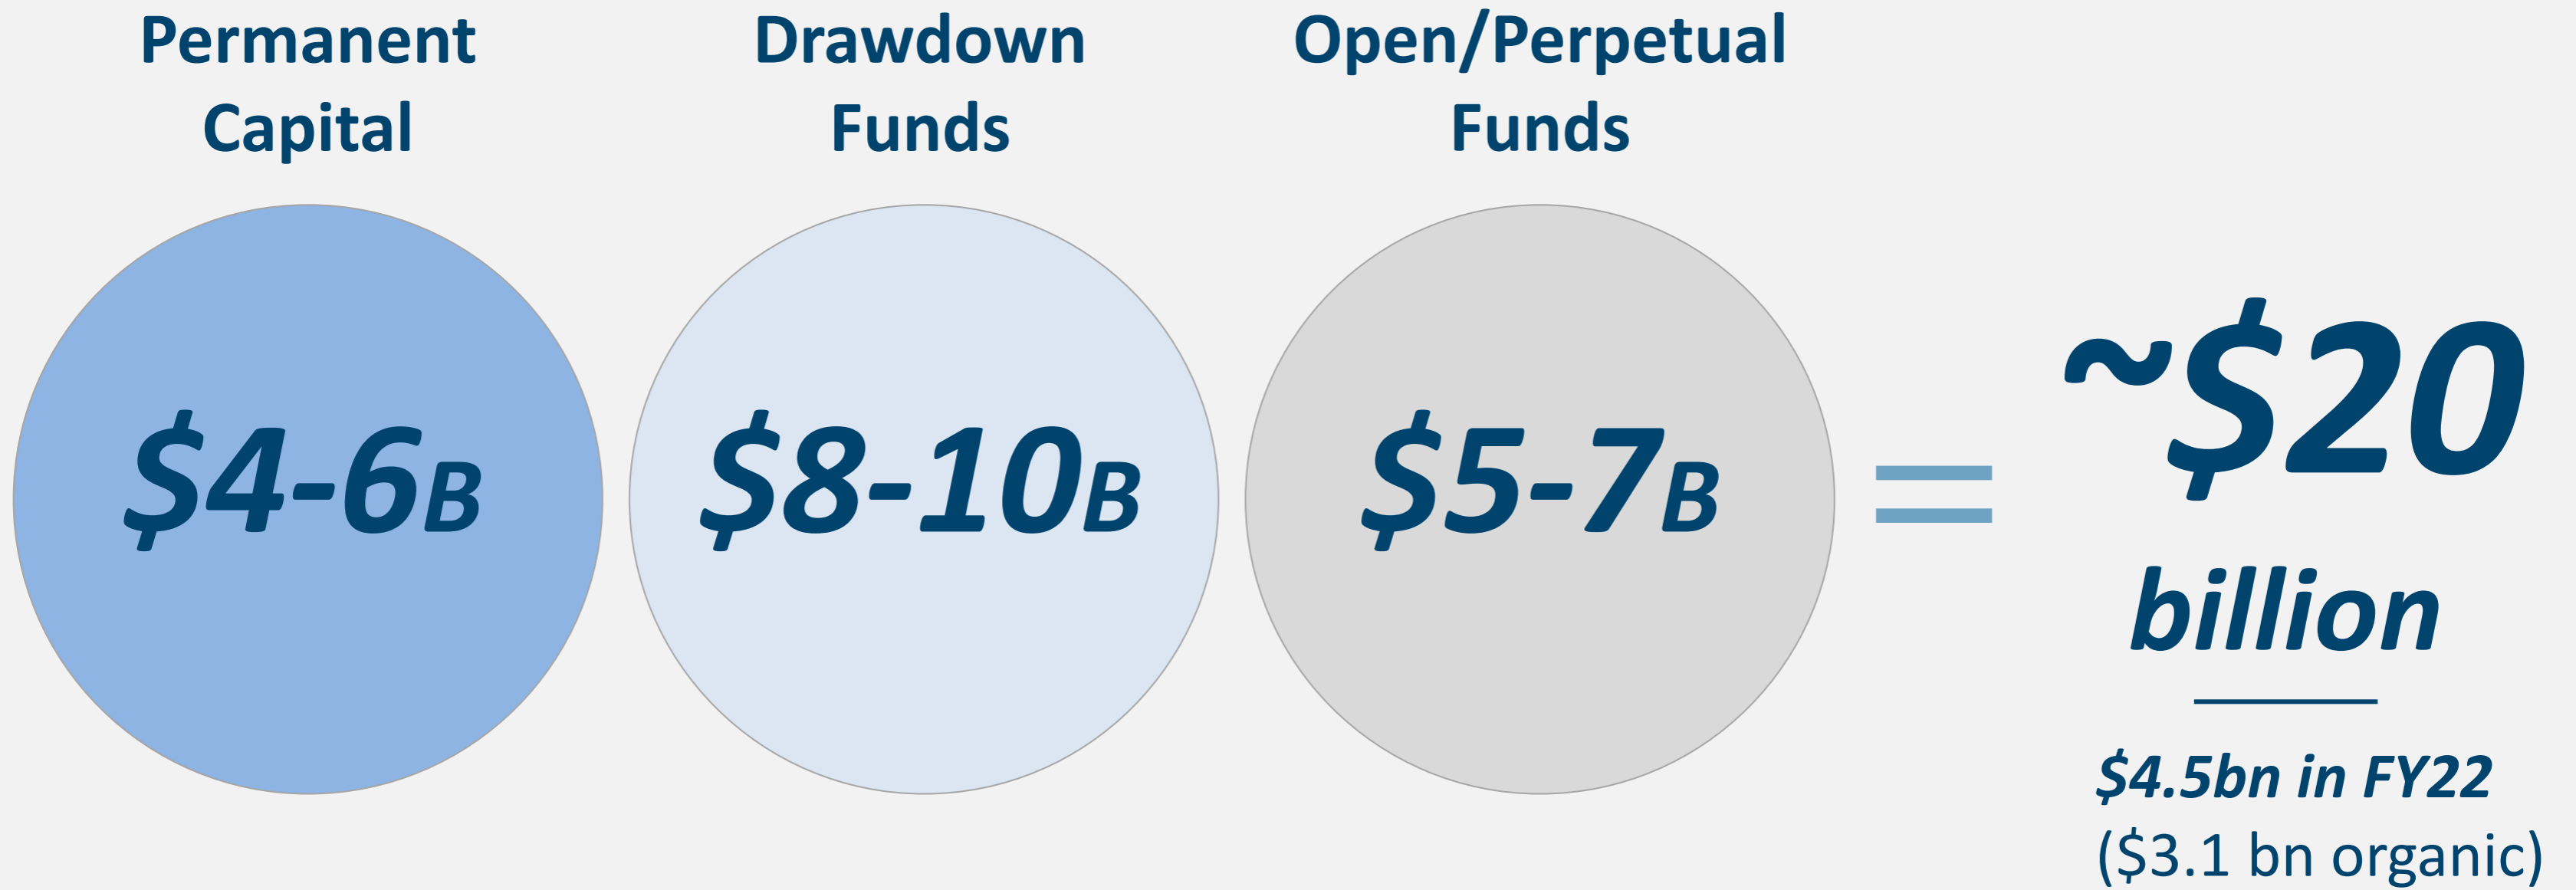 Permanent
Capital
Drawdown
Funds
Open/Perpetual
Funds
$4-6B
$8-10B
$5-7B
=
~$20
billion
$4.5bn in FY22
($3.1 bn organic)